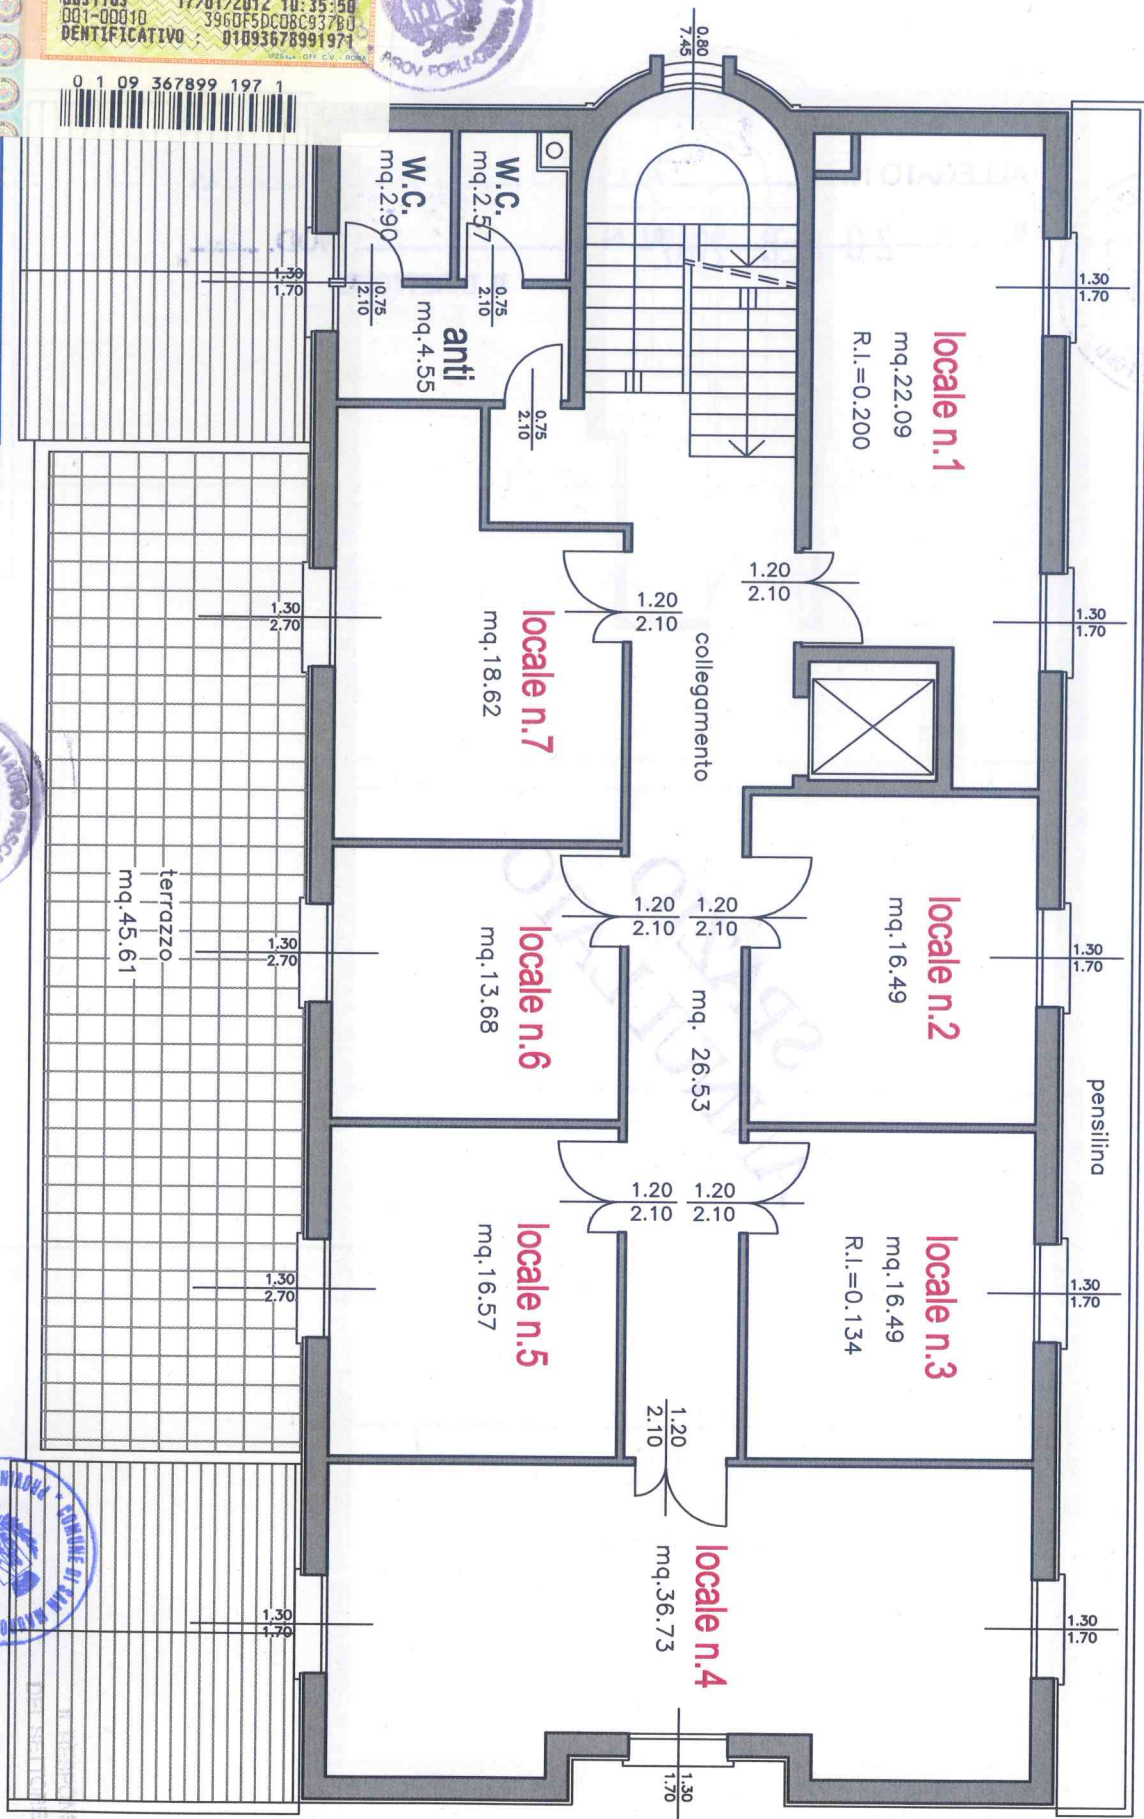 17/01/2012 10:35:50
001-00010 396DF5DC08C937B0
DENTIFICATIVO : 01093678991971
0 1 09 367899 197 1
PROV FORLI
0.80
7.45
W.C.
mq.2.90
W.C.
mq.2.57
0.75
2.10
0.75
2.10
anti
mq.4.55
0.75
2.10
1.30
1.70
locale n.1
mq.22.09
R.I.=0.200
1.30
1.70
1.30
1.70
1.20
2.10
collegamento
mq. 26.53
1.20
2.10
locale n.7
mq.18.62
1.30
2.70
locale n.2
mq.16.49
1.20
2.10
1.30
1.70
1.20
2.10
locale n.6
mq.13.68
1.30
2.70
terrazzo
mq.45.61
pensilina
locale n.3
mq.16.49
R.I.=0.134
1.20
2.10
1.30
1.70
1.20
2.10
locale n.5
mq.16.57
1.30
2.70
1.20
2.10
locale n.4
mq.36.73
1.30
1.70
1.30
1.70
1.30
1.70
COMUNE DI SAN MAURO